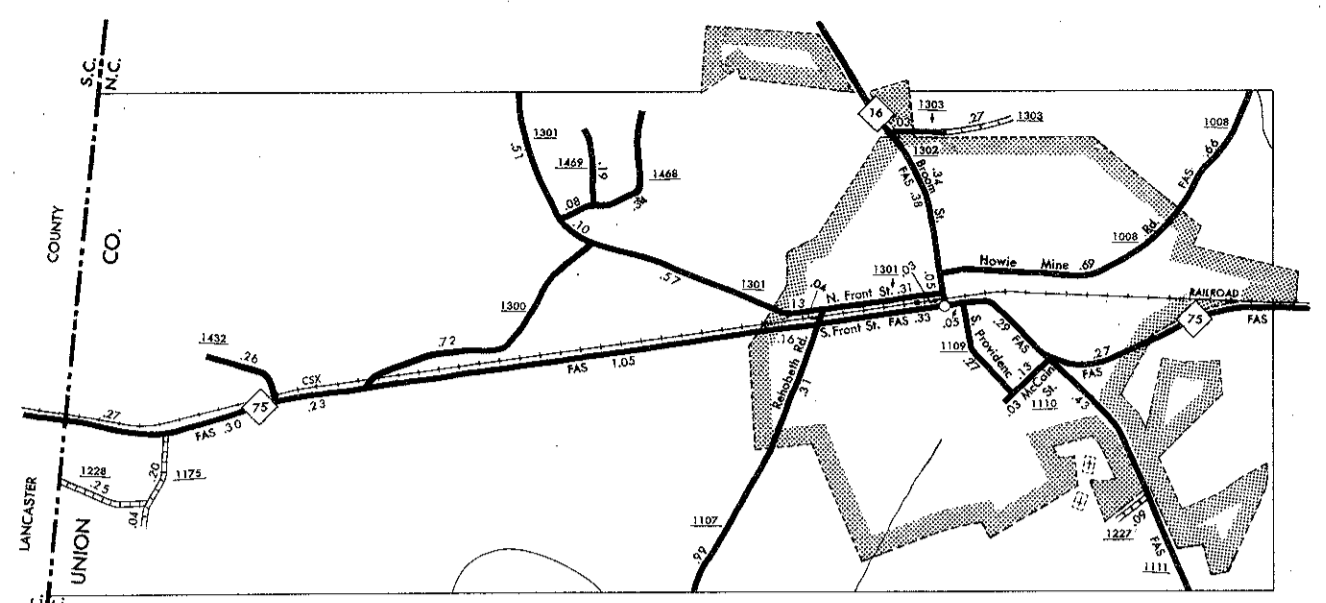 S.C.
N.C.
COUNTY
CO.
LANCASTER
UNION
16
.03
1303
.27
1303
1302
Broom St.
.34
FAS .38
.05
1301
.51
1469
.19
1468
.08
.34
.10
.57
1301
.13
.04
1301
.03
N. Front St. .31
S. Front St. FAS .33
.16
1008
FAS .66
1008
Howie Mine .69 Rd.
RAILROAD
75
FAS
.05
.29 FAS
S. Providenc
1109
.27
.13
McCain St.
.03
1110
.27
FAS
.43
1300
.72
1432
.26
CSX
.23
FAS 1.05
75
.27
FAS .30
1228
.25
.20
1175
.04
Rehobeth Rd.
.31
1107
.99
1227
.09
FAS
1111